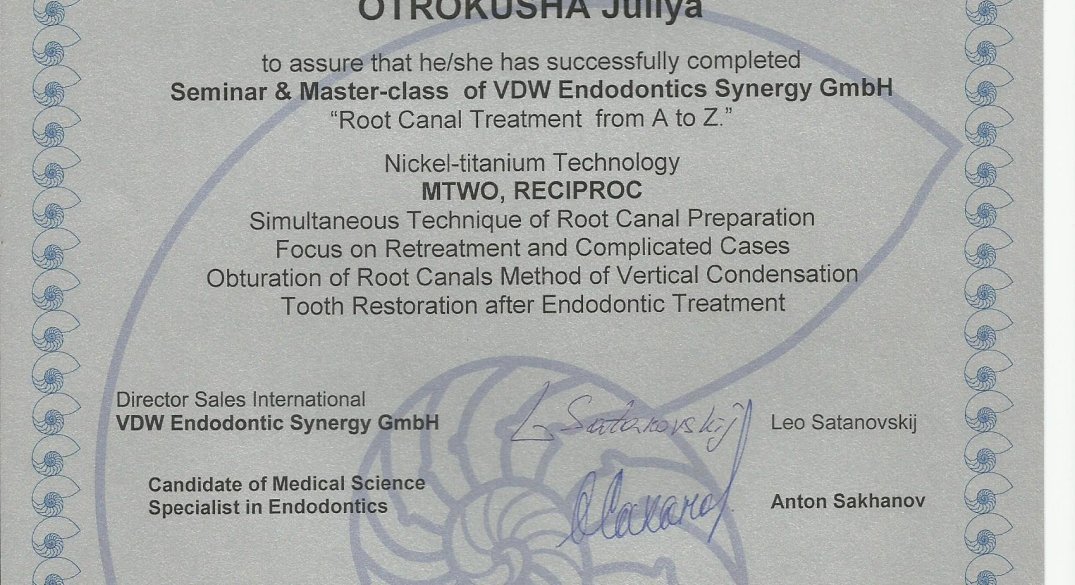 OTROKUSHA Juliya
to assure that he/she has successfully completed
Seminar & Master-class of VDW Endodontics Synergy GmbH
“Root Canal Treatment from A to Z.”
Nickel-titanium Technology
MTWO, RECIPROC
Simultaneous Technique of Root Canal Preparation
Focus on Retreatment and Complicated Cases
Obturation of Root Canals Method of Vertical Condensation
Tooth Restoration after Endodontic Treatment
Director Sales International
VDW Endodontic Synergy GmbH
L Satanovskij
Leo Satanovskij
Candidate of Medical Science
Specialist in Endodontics
Anton Sakhanov